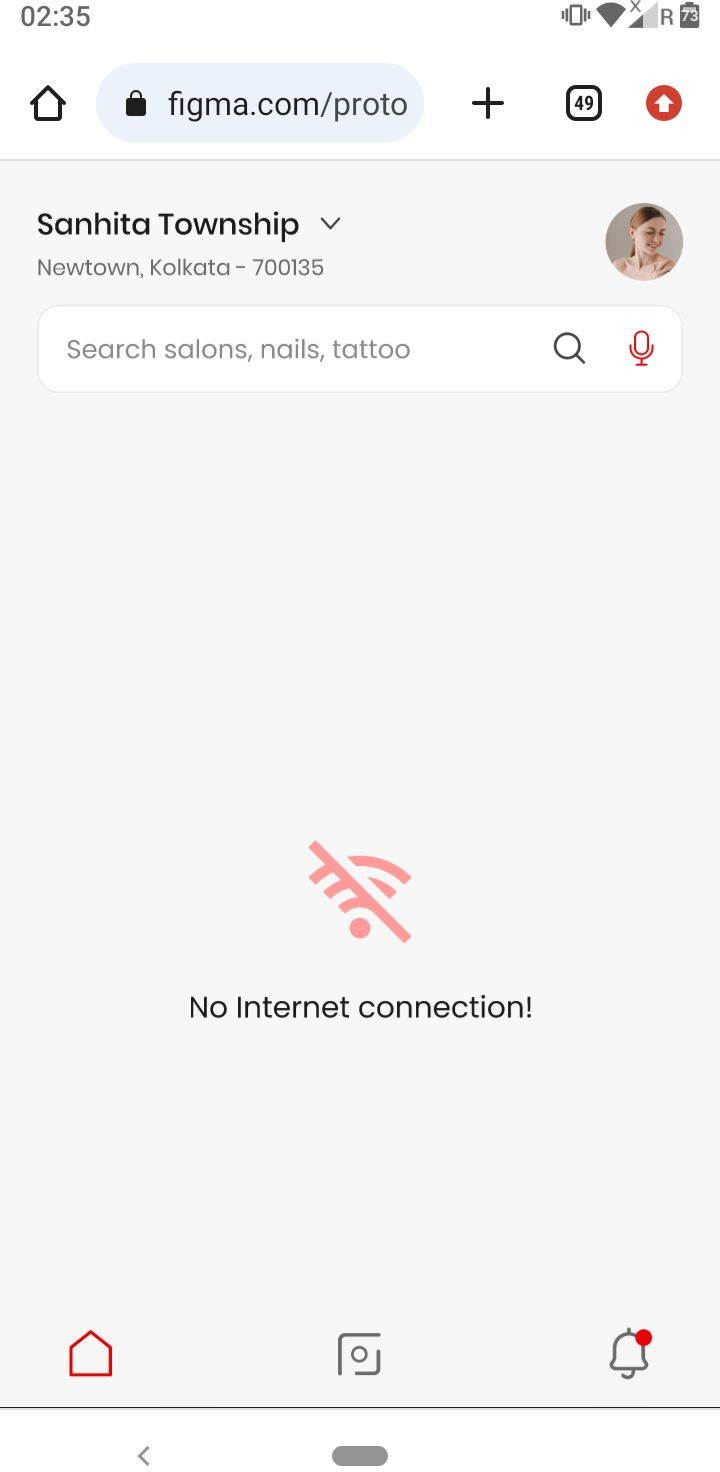 02:35
R 73
figma.com/proto
49
Sanhita Township
Newtown, Kolkata - 700135
Search salons, nails, tattoo
No Internet connection!